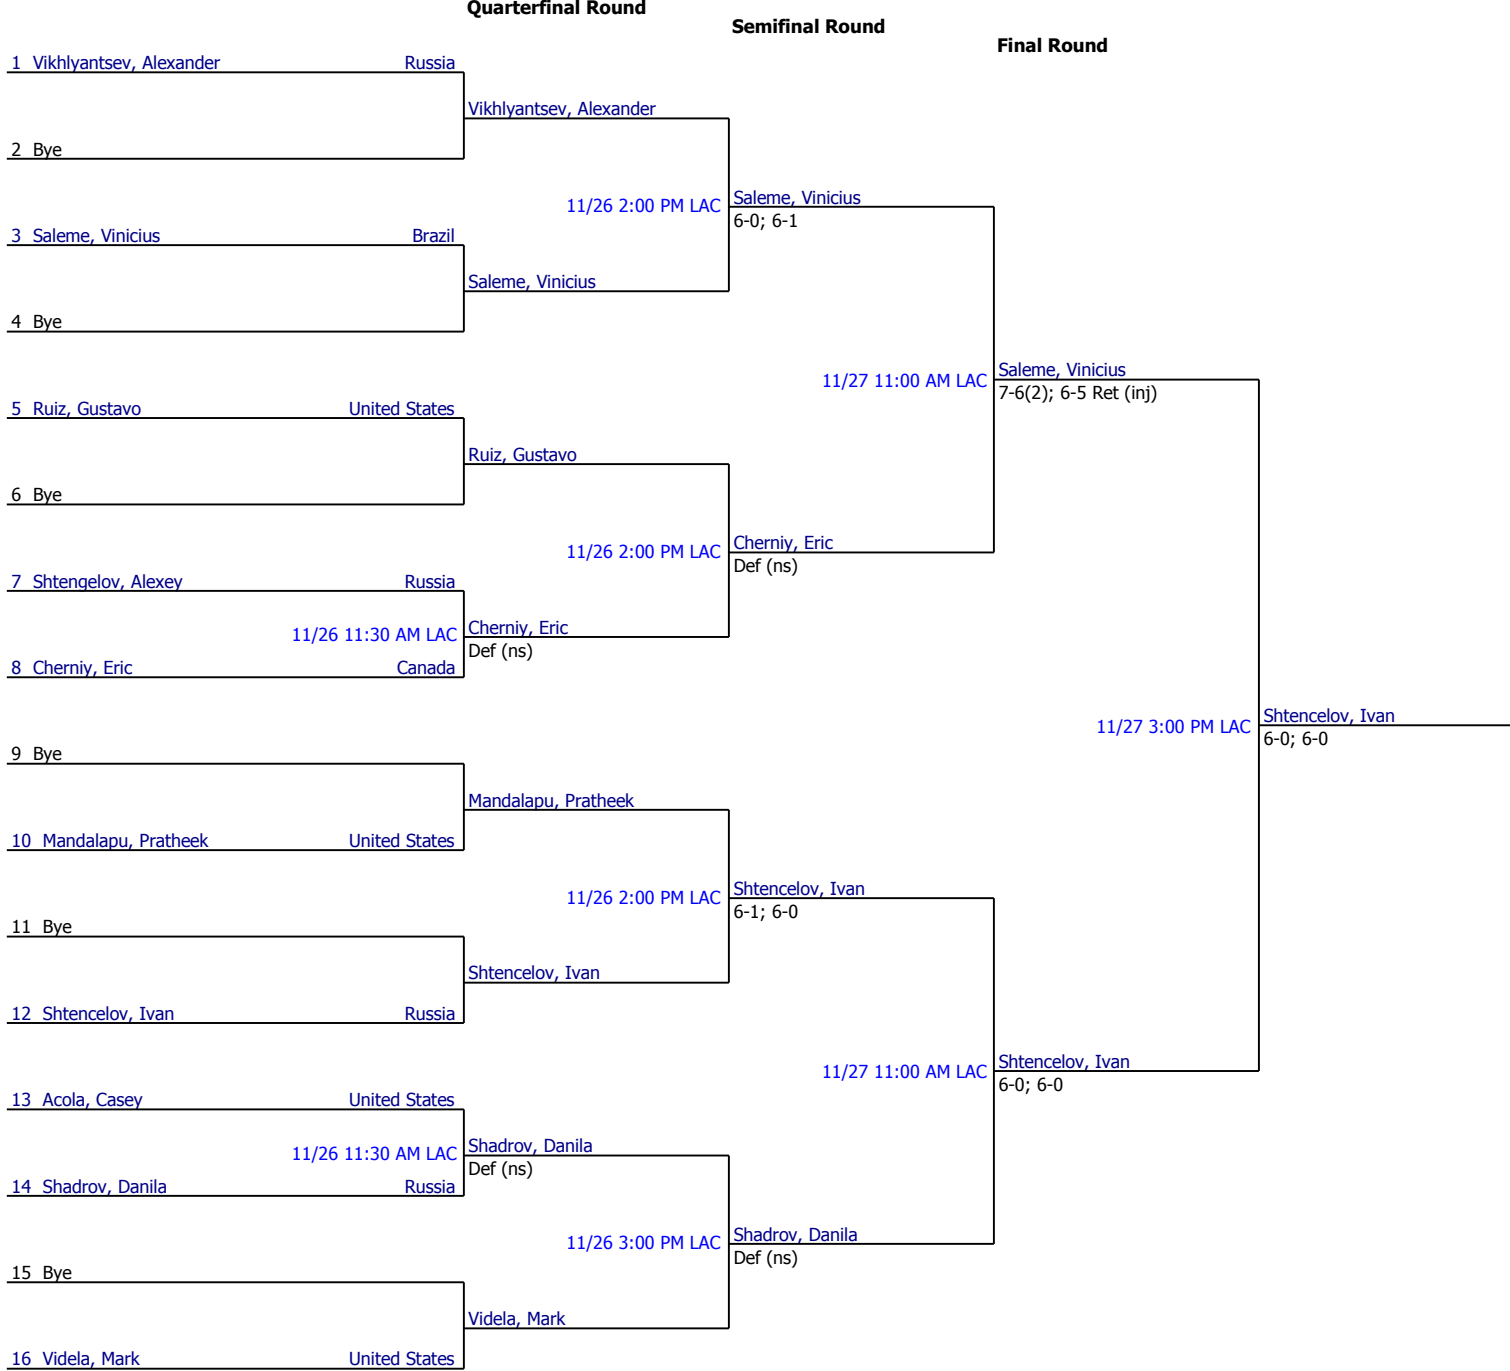 Quarterfinal Round
Semifinal Round
Final Round
1 Vikhlyantsev, Alexander Russia
Vikhlyantsev, Alexander
2 Bye
11/26 2:00 PM LAC Saleme, Vinicius
6-0; 6-1
3 Saleme, Vinicius Brazil
Saleme, Vinicius
4 Bye
11/27 11:00 AM LAC Saleme, Vinicius
7-6(2); 6-5 Ret (inj)
5 Ruiz, Gustavo United States
Ruiz, Gustavo
6 Bye
11/26 2:00 PM LAC Cherniy, Eric
Def (ns)
7 Shtengelov, Alexey Russia
11/26 11:30 AM LAC Cherniy, Eric
Def (ns)
8 Cherniy, Eric Canada
11/27 3:00 PM LAC Shtencelov, Ivan
6-0; 6-0
9 Bye
Mandalapu, Pratheek
10 Mandalapu, Pratheek United States
11/26 2:00 PM LAC Shtencelov, Ivan
6-1; 6-0
11 Bye
Shtencelov, Ivan
12 Shtencelov, Ivan Russia
11/27 11:00 AM LAC Shtencelov, Ivan
6-0; 6-0
13 Acola, Casey United States
11/26 11:30 AM LAC Shadrov, Danila
Def (ns)
14 Shadrov, Danila Russia
11/26 3:00 PM LAC Shadrov, Danila
Def (ns)
15 Bye
Videla, Mark
16 Videla, Mark United States